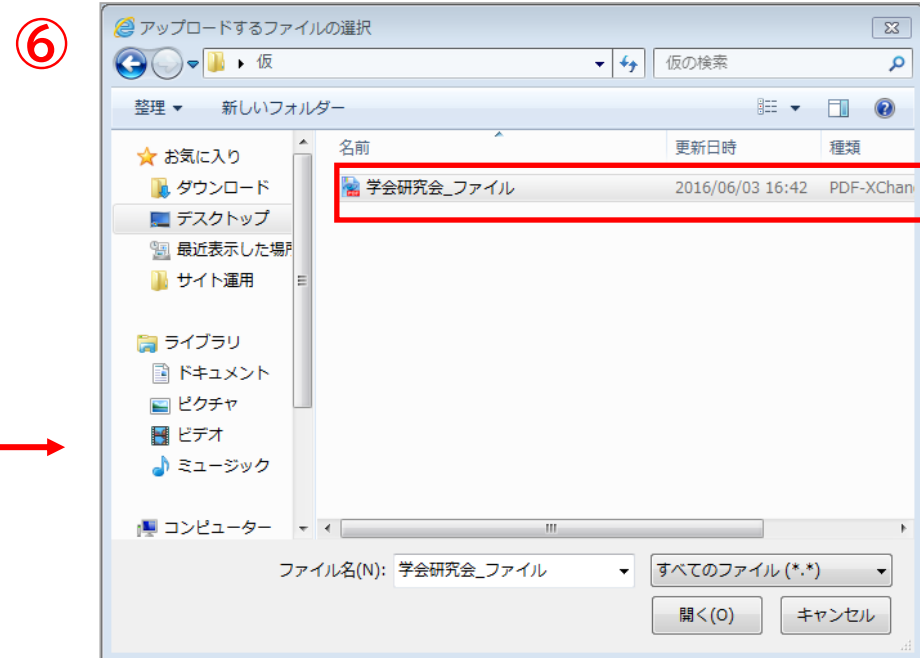 ⑥
アップロードするファイルの選択
仮
仮の検索
整理 新しいフォルダー
名前 更新日時 種類
学会研究会_ファイル 2016/06/03 16:42 PDF-XChan
お気に入り
ダウンロード
デスクトップ
最近表示した場所
サイト運用
ライブラリ
ドキュメント
ピクチャ
ビデオ
ミュージック
コンピューター
ファイル名(N): 学会研究会_ファイル すべてのファイル (*.*)
開く(O) キャンセル